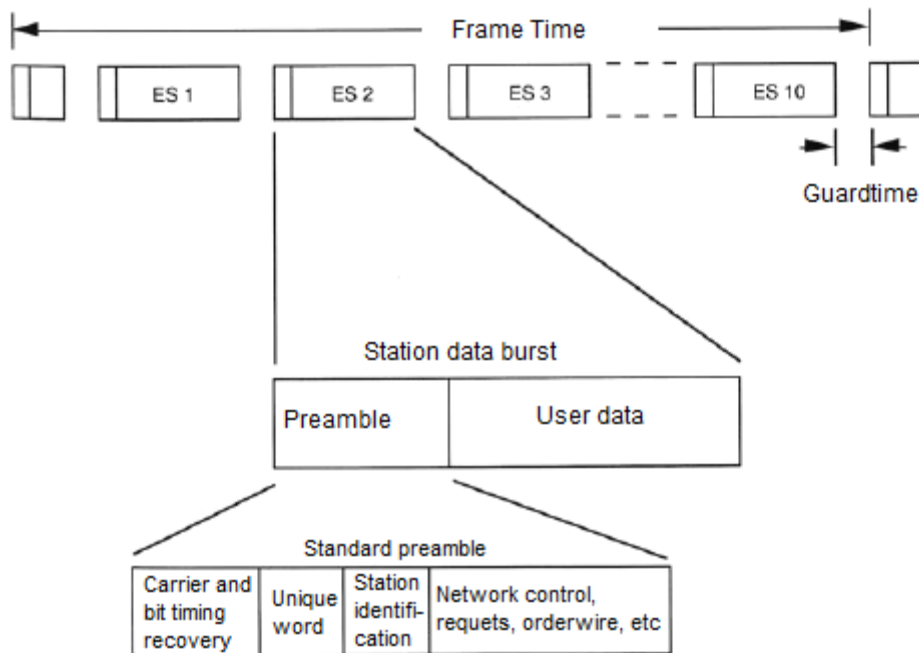 Frame Time
ES 1
ES 2
ES 3
ES 10
Guardtime
Station data burst
Preamble
User data
Standard preamble
Carrier and
bit timing
recovery
Unique
word
Station
identifi-
cation
Network control,
requets, orderwire, etc